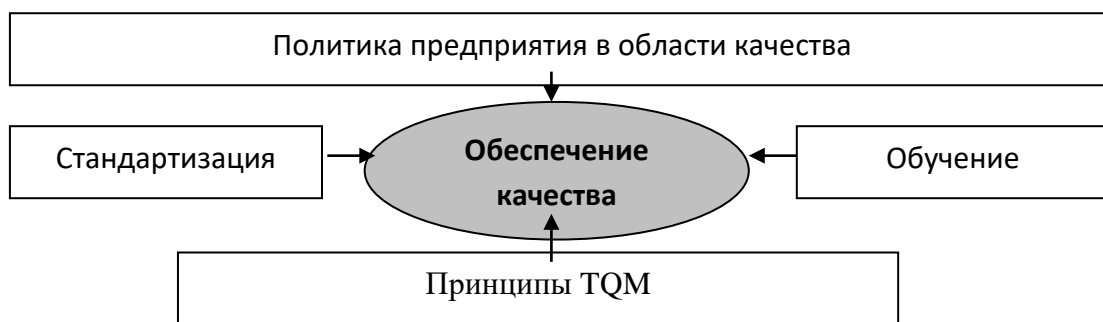 Политика предприятия в области качества
Стандартизация
Обеспечение
качества
Обучение
Принципы TQM